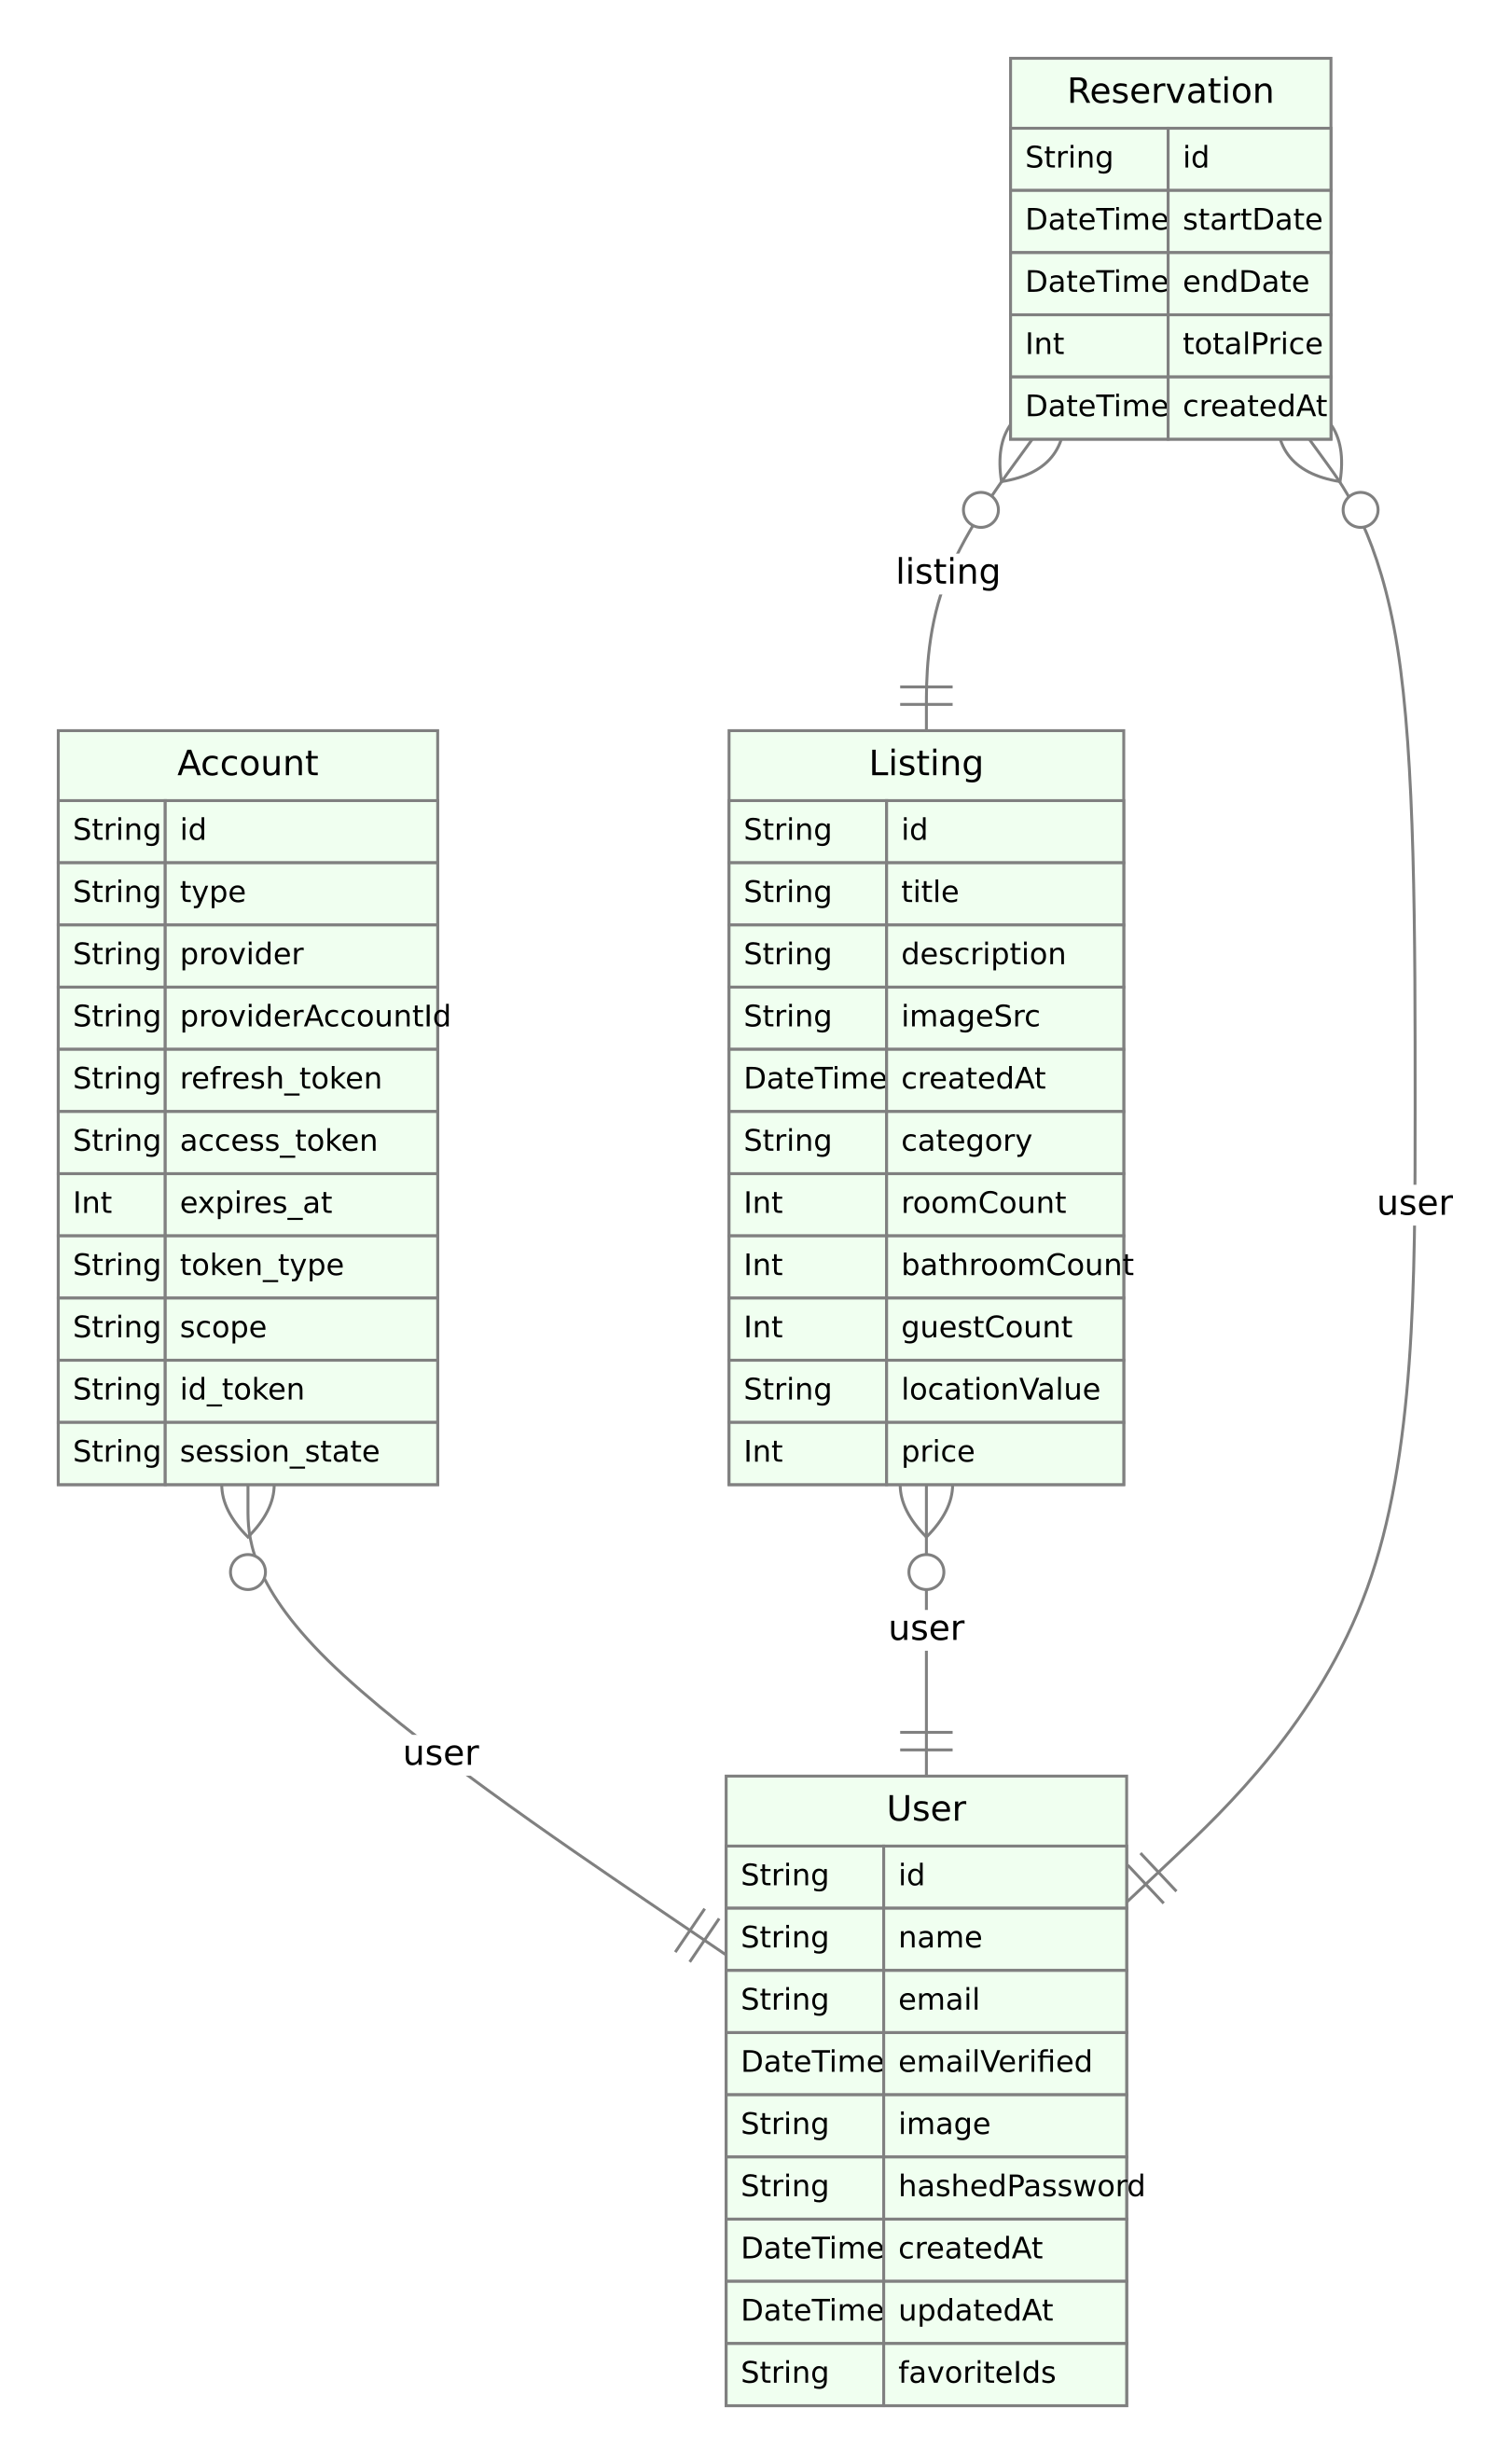 Reservation
String id
DateTime startDate
DateTime endDate
Int totalPrice
DateTime createdAt
listing
Account
String id
String type
String provider
String providerAccountId
String refresh_token
String access_token
Int expires_at
String token_type
String scope
String id_token
String session_state
Listing
String id
String title
String description
String imageSrc
DateTime createdAt
String category
Int roomCount
Int bathroomCount
Int guestCount
String locationValue
Int price
user
user
user
User
String id
String name
String email
DateTime emailVerified
String image
String hashedPassword
DateTime createdAt
DateTime updatedAt
String favoriteIds